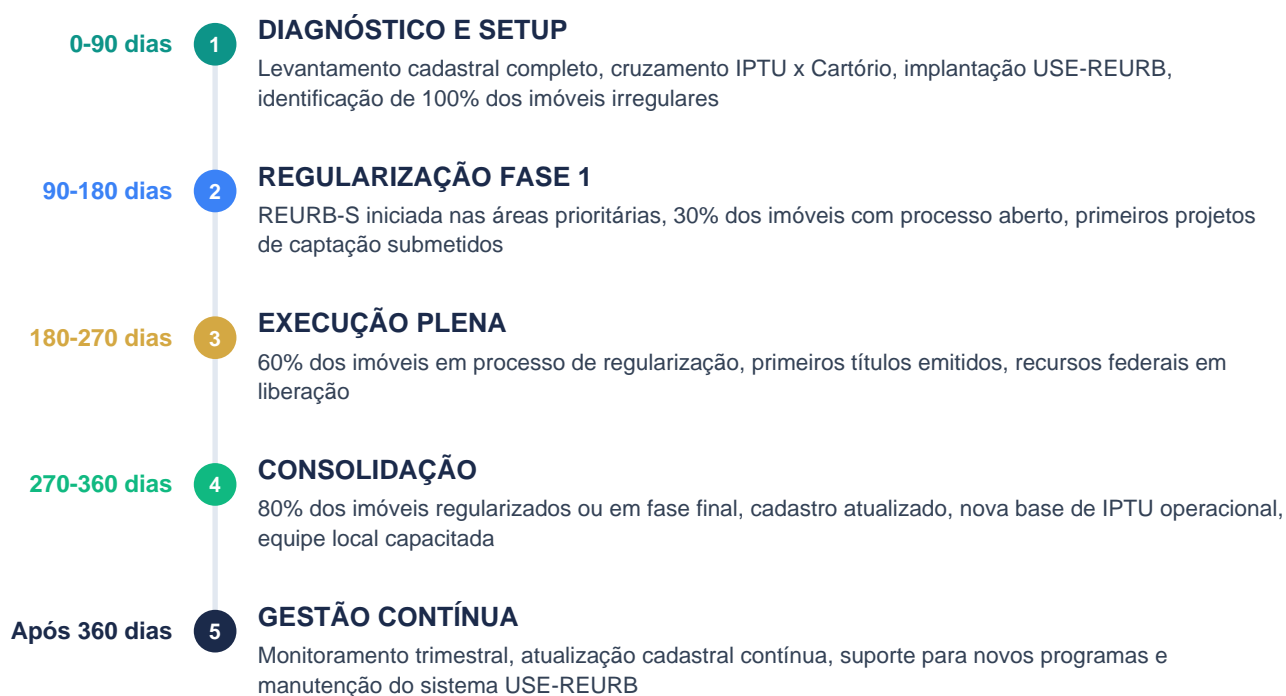 0-90 dias
1
DIAGNÓSTICO E SETUP
Levantamento cadastral completo, cruzamento IPTU x Cartório, implantação USE-REURB,
identificação de 100% dos imóveis irregulares
90-180 dias
2
REGULARIZAÇÃO FASE 1
REURB-S iniciada nas áreas prioritárias, 30% dos imóveis com processo aberto, primeiros projetos
de captação submetidos
180-270 dias
3
EXECUÇÃO PLENA
60% dos imóveis em processo de regularização, primeiros títulos emitidos, recursos federais em
liberação
270-360 dias
4
CONSOLIDAÇÃO
80% dos imóveis regularizados ou em fase final, cadastro atualizado, nova base de IPTU operacional,
equipe local capacitada
Após 360 dias
5
GESTÃO CONTÍNUA
Monitoramento trimestral, atualização cadastral contínua, suporte para novos programas e
manutenção do sistema USE-REURB